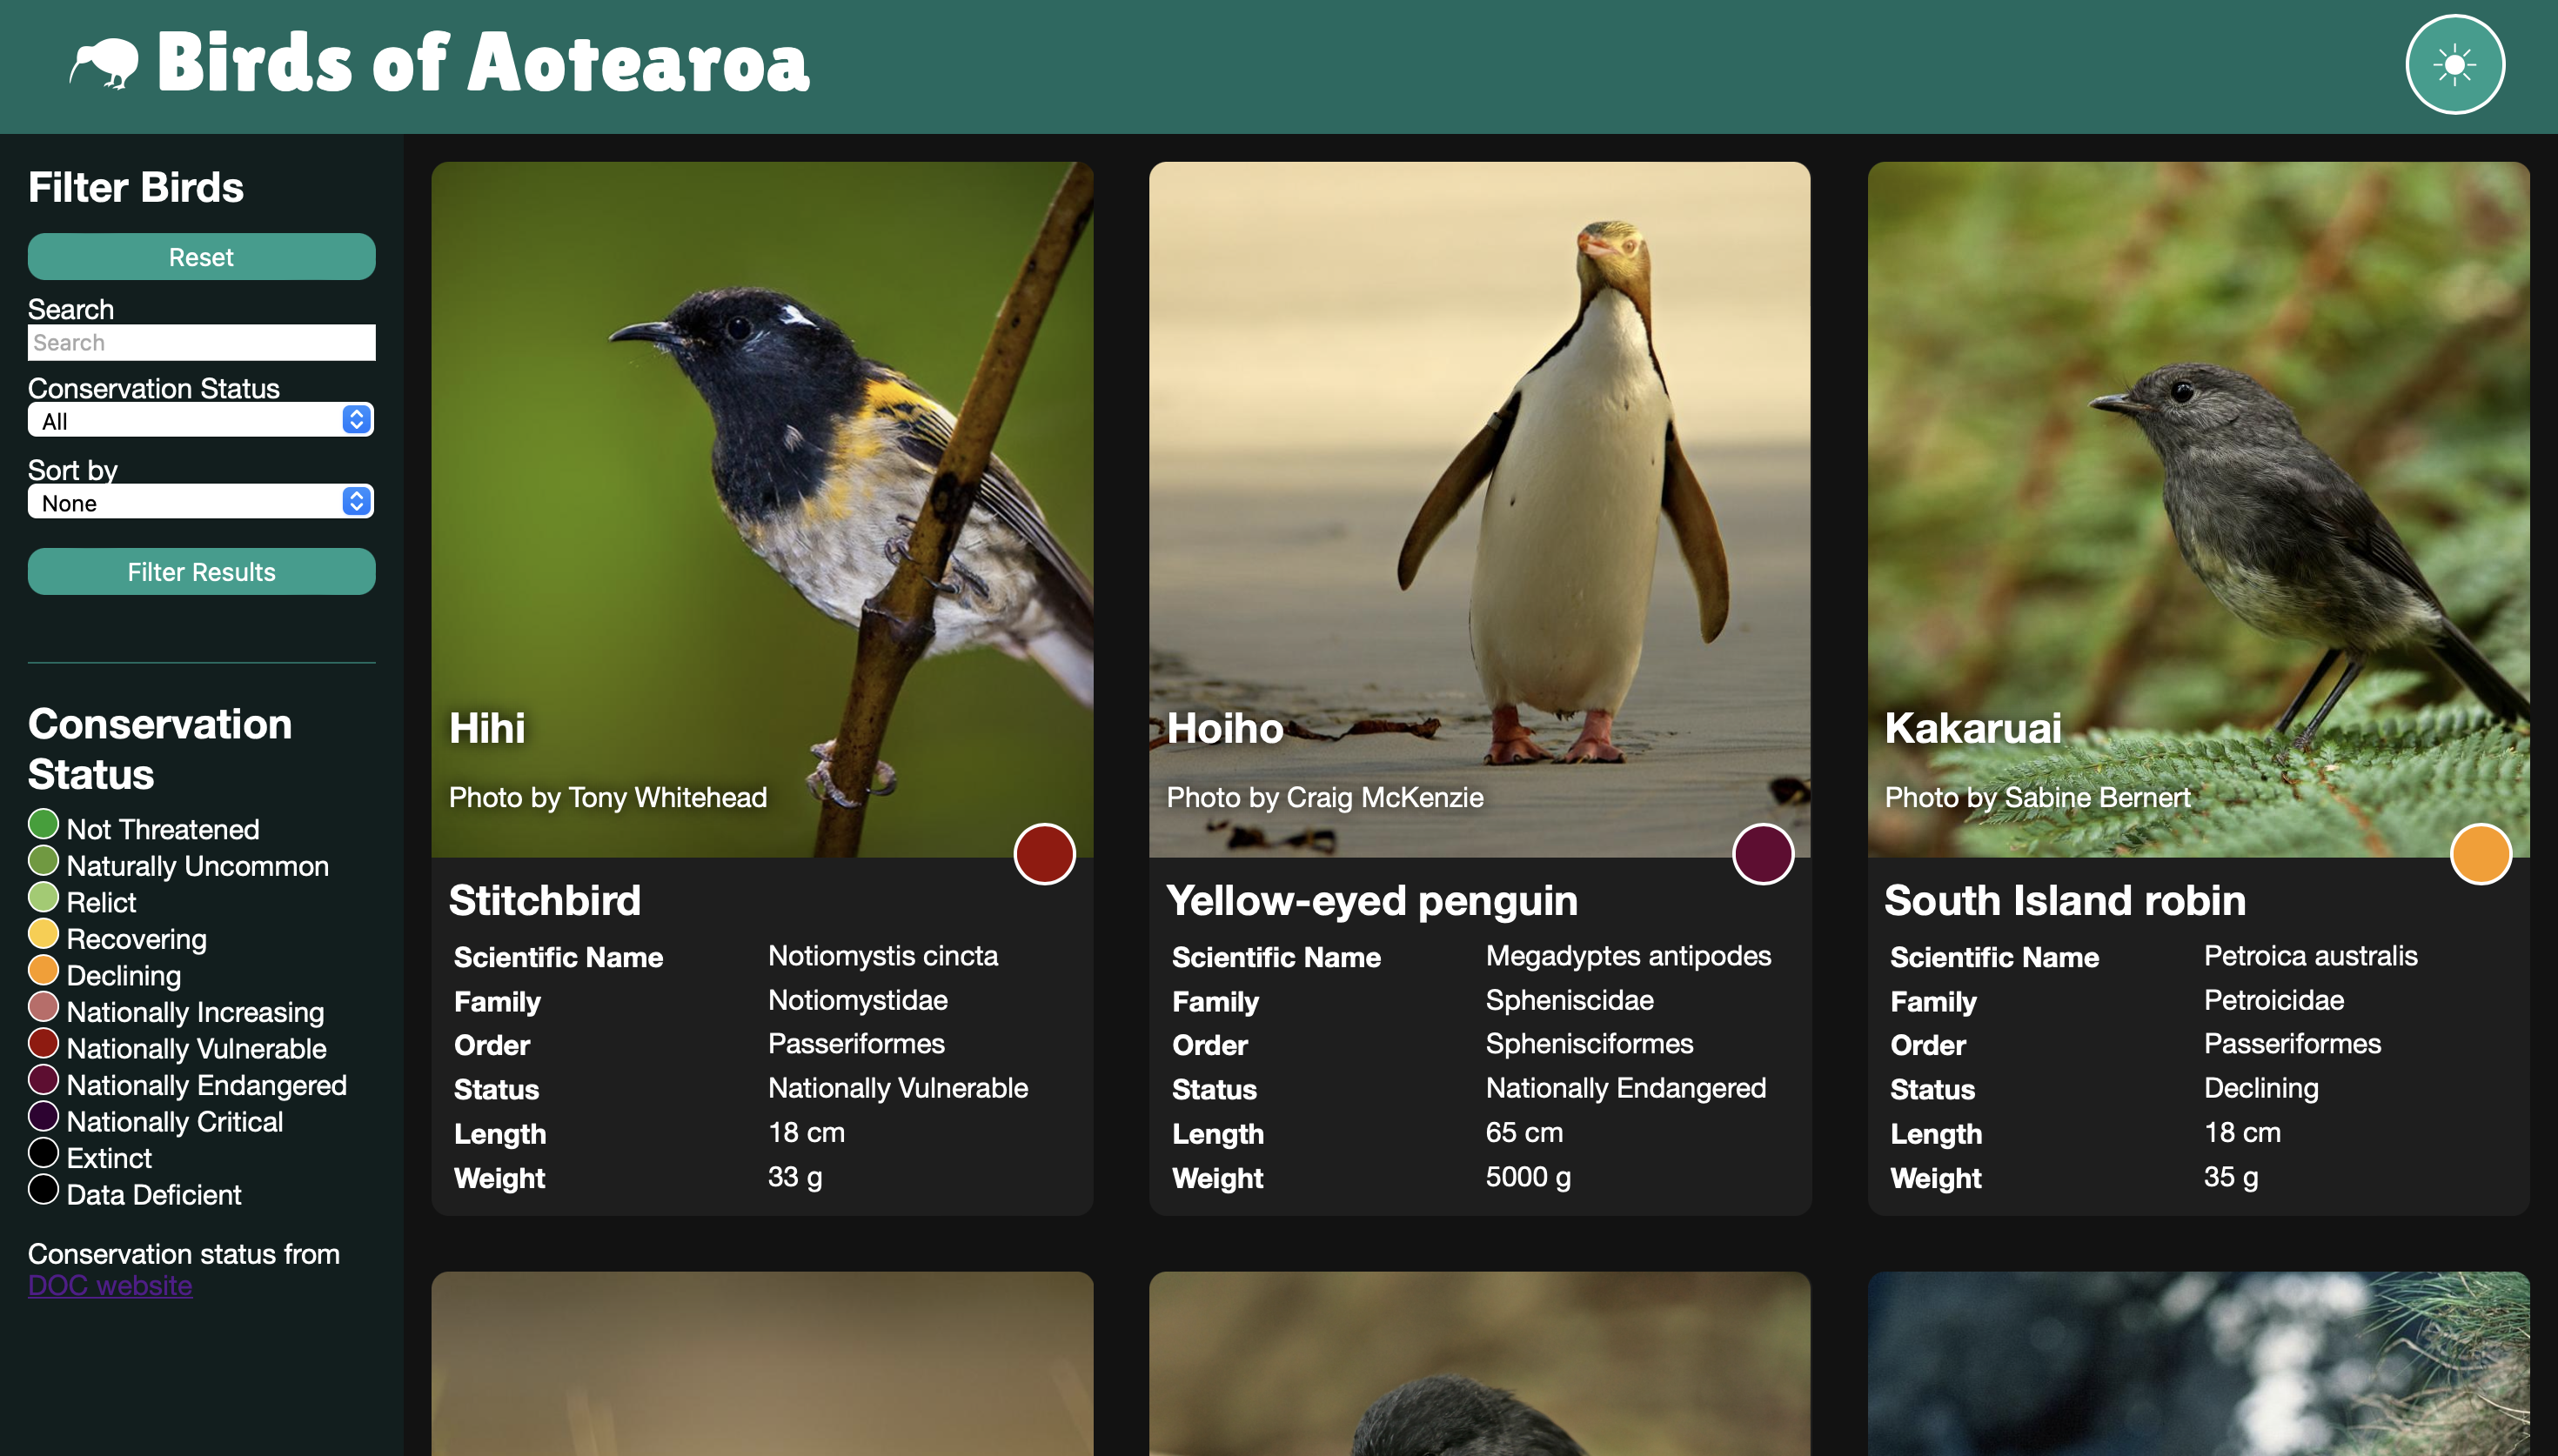 Birds of Aotearoa
Filter Birds
Reset
Search
Search
Conservation Status
All
Sort by
None
Filter Results
Conservation
Status
Not Threatened
Naturally Uncommon
Relict
Recovering
Declining
Nationally Increasing
Nationally Vulnerable
Nationally Endangered
Nationally Critical
Extinct
Data Deficient
Conservation status from
DOC website
Hihi
Photo by Tony Whitehead
Stitchbird
Scientific Name Notiomystis cincta
Family Notiomystidae
Order Passeriformes
Status Nationally Vulnerable
Length 18 cm
Weight 33 g
Hoiho
Photo by Craig McKenzie
Yellow-eyed penguin
Scientific Name Megadyptes antipodes
Family Spheniscidae
Order Sphenisciformes
Status Nationally Endangered
Length 65 cm
Weight 5000 g
Kakaruai
Photo by Sabine Bernert
South Island robin
Scientific Name Petroica australis
Family Petroicidae
Order Passeriformes
Status Declining
Length 18 cm
Weight 35 g